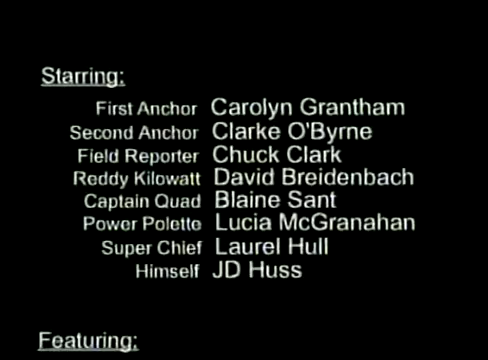 Starring:
First Anchor Carolyn Grantham
Second Anchor Clarke O'Byrne
Field Reporter Chuck Clark
Reddy Kilowatt David Breidenbach
Captain Quad Blaine Sant
Power Polette Lucia McGranahan
Super Chief Laurel Hull
Himself JD Huss
Featuring: